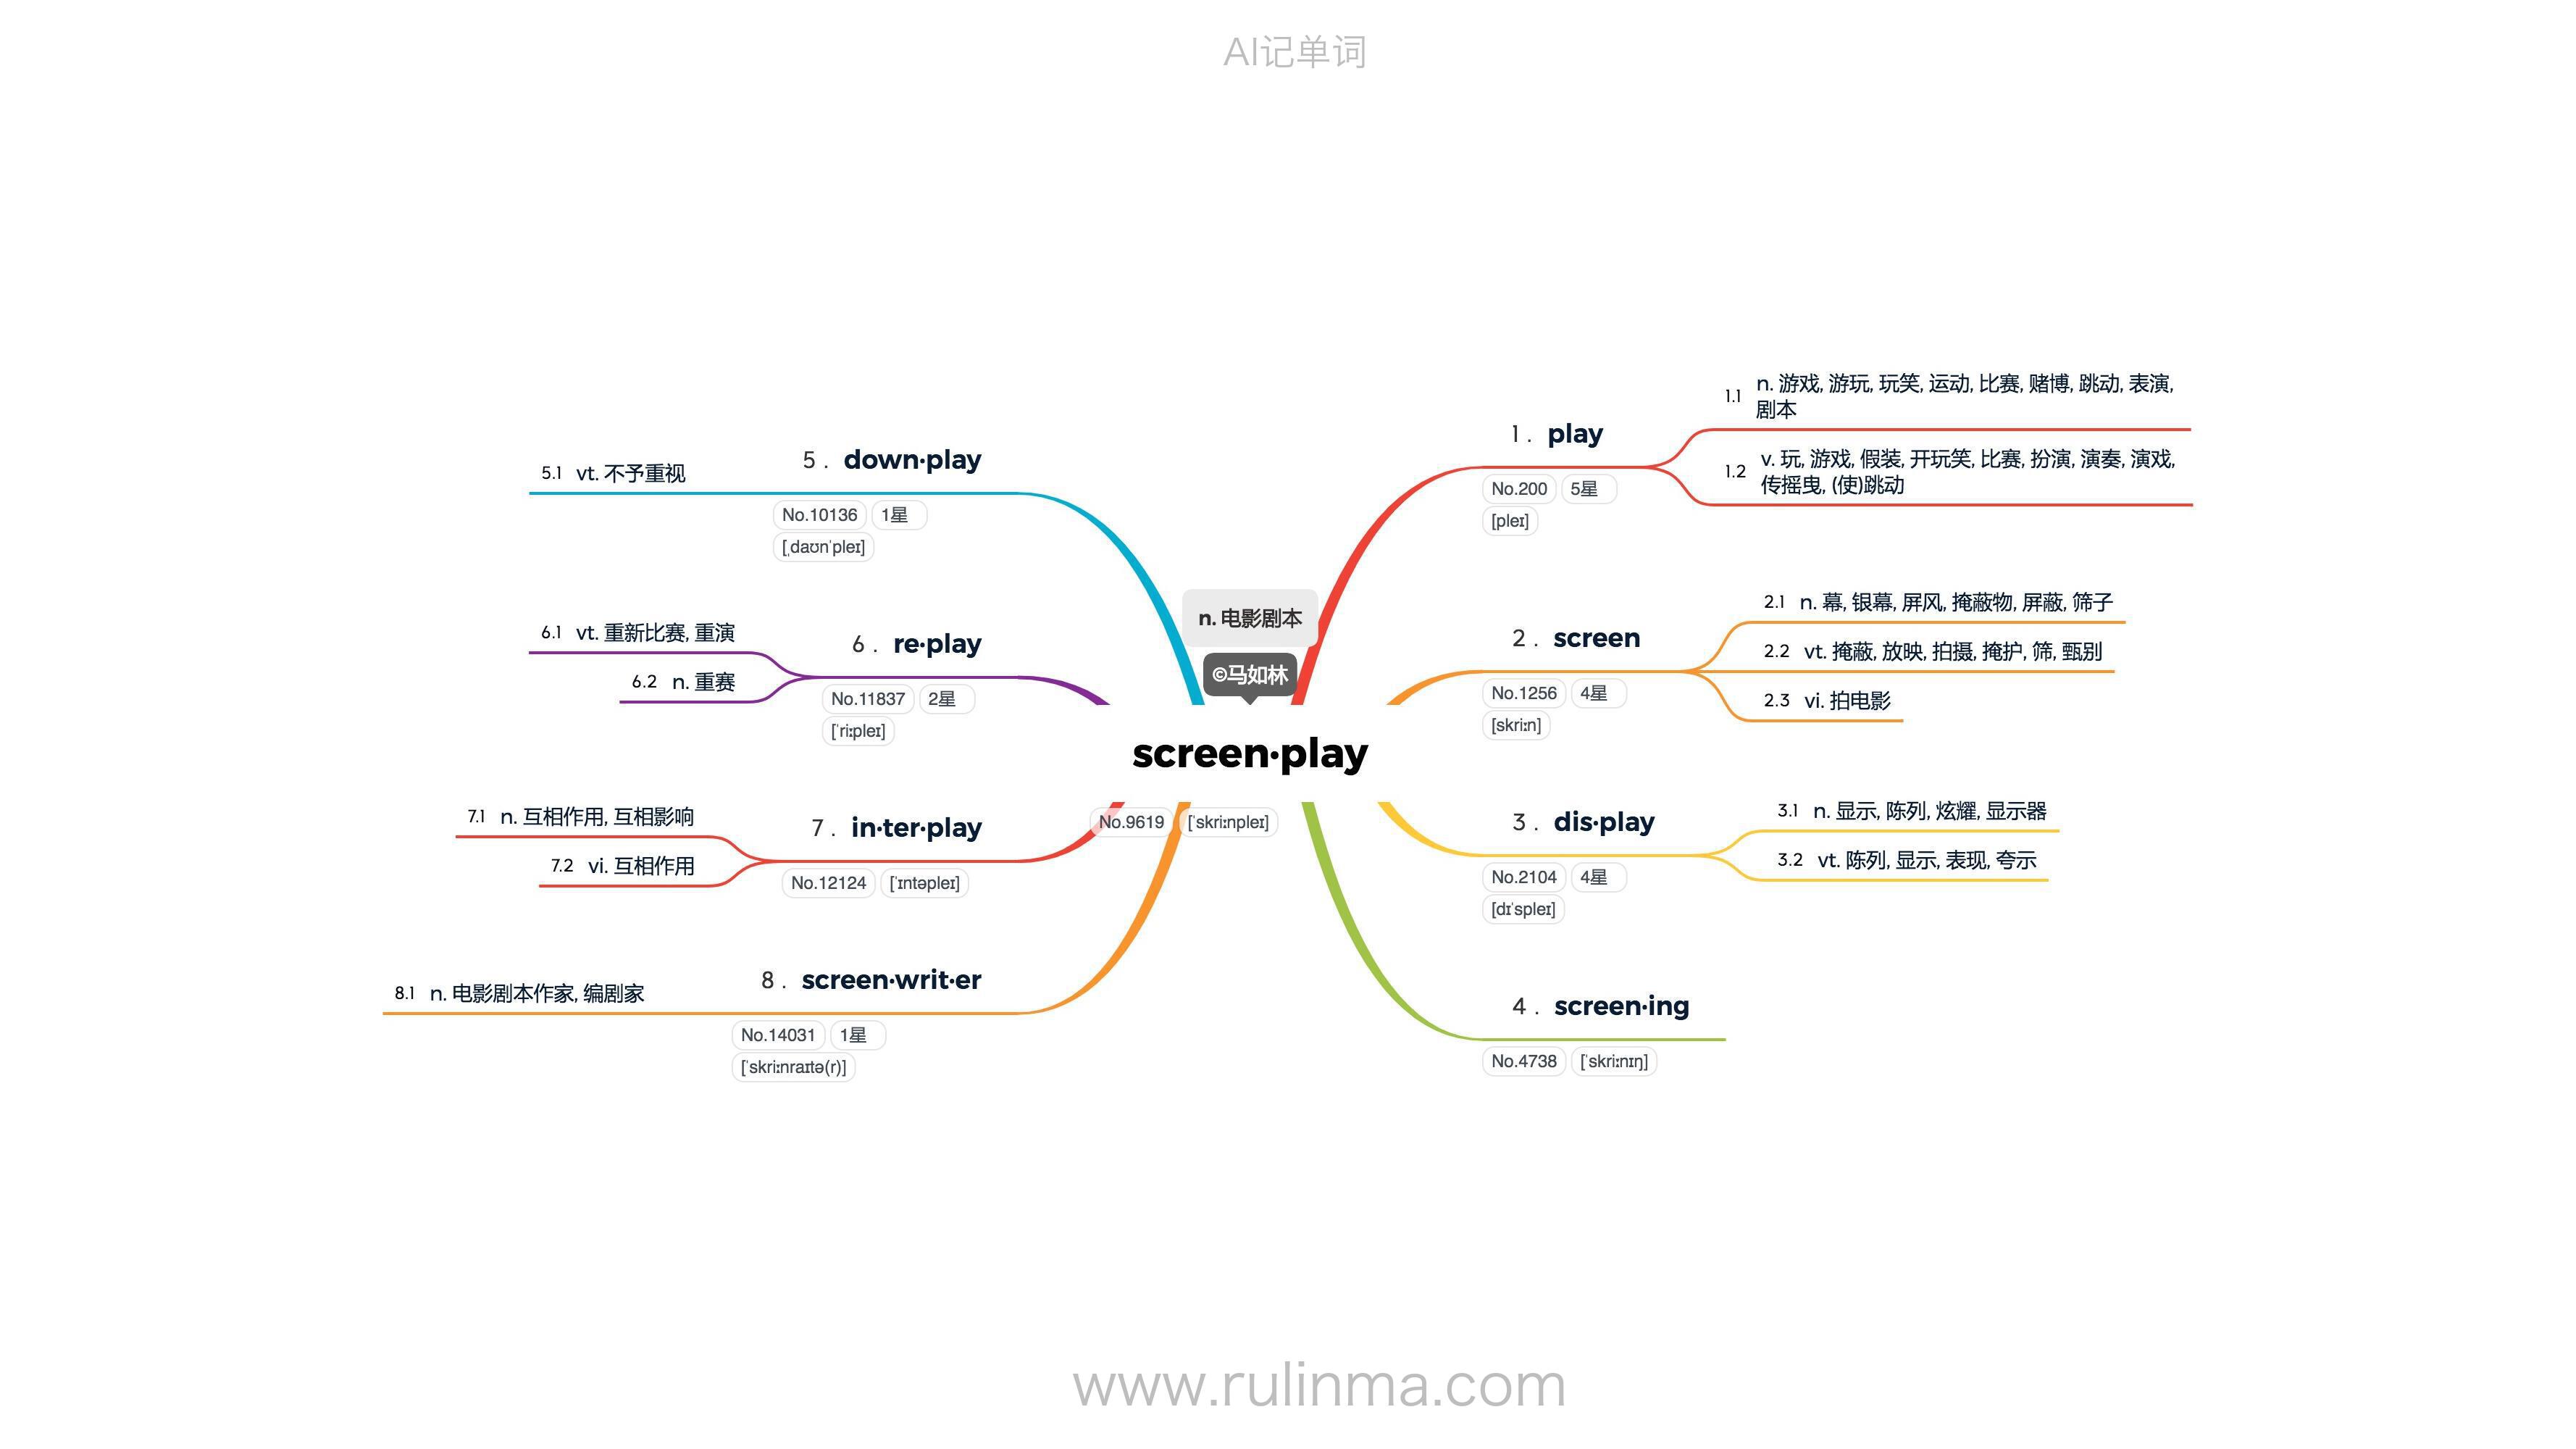 AI记单词
n. 电影剧本
©马如林
screen·play
No.9619 [ˈskriːnpleɪ]
1 . play
No.200 5星
[pleɪ]
1.1 n. 游戏, 游玩, 玩笑, 运动, 比赛, 赌博, 跳动, 表演,
剧本
1.2 v. 玩, 游戏, 假装, 开玩笑, 比赛, 扮演, 演奏, 演戏,
传摇曳, (使)跳动
2 . screen
No.1256 4星
[skriːn]
2.1 n. 幕, 银幕, 屏风, 掩蔽物, 屏蔽, 筛子
2.2 vt. 掩蔽, 放映, 拍摄, 掩护, 筛, 甄别
2.3 vi. 拍电影
3 . dis·play
No.2104 4星
[dɪˈspleɪ]
3.1 n. 显示, 陈列, 炫耀, 显示器
3.2 vt. 陈列, 显示, 表现, 夸示
4 . screen·ing
No.4738 [ˈskriːnɪŋ]
5 . down·play
No.10136 1星
[ˌdaʊnˈpleɪ]
5.1 vt. 不予重视
6 . re·play
No.11837 2星
[ˈriːpleɪ]
6.1 vt. 重新比赛, 重演
6.2 n. 重赛
7 . in·ter·play
No.12124 [ˈɪntəpleɪ]
7.1 n. 互相作用, 互相影响
7.2 vi. 互相作用
8 . screen·writ·er
No.14031 1星
[ˈskriːnraɪtə(r)]
8.1 n. 电影剧本作家, 编剧家
www.rulinma.com